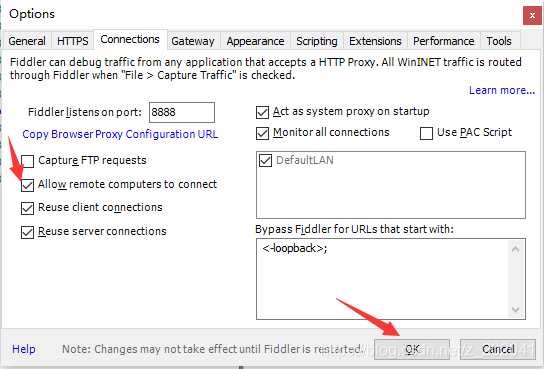 Options
General HTTPS Connections Gateway Appearance Scripting Extensions Performance Tools
Fiddler can debug traffic from any application that accepts a HTTP Proxy. All WinINET traffic is routed
through Fiddler when "File > Capture Traffic" is checked.
Learn more...
Fiddler listens on port: 8888
Copy Browser Proxy Configuration URL
Capture FTP requests
Allow remote computers to connect
Reuse client connections
Reuse server connections
Act as system proxy on startup
Monitor all connections Use PAC Script
DefaultLAN
Bypass Fiddler for URLs that start with:
<-loopback>;
Help Note: Changes may not take effect until Fiddler is restarted. OK Cancel